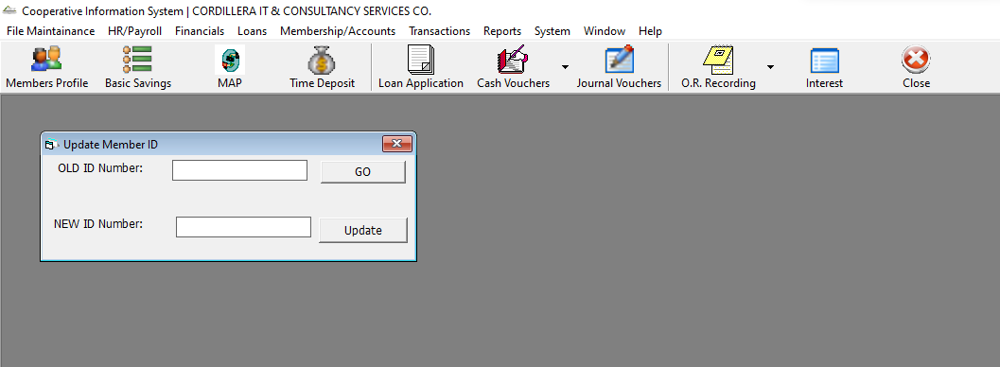 Cooperative Information System | CORDILLERA IT & CONSULTANCY SERVICES CO.
File Maintainance HR/Payroll Financials Loans Membership/Accounts Transactions Reports System Window Help
Members Profile Basic Savings MAP Time Deposit Loan Application Cash Vouchers Journal Vouchers O.R. Recording Interest Close
Update Member ID
OLD ID Number: GO
NEW ID Number: Update